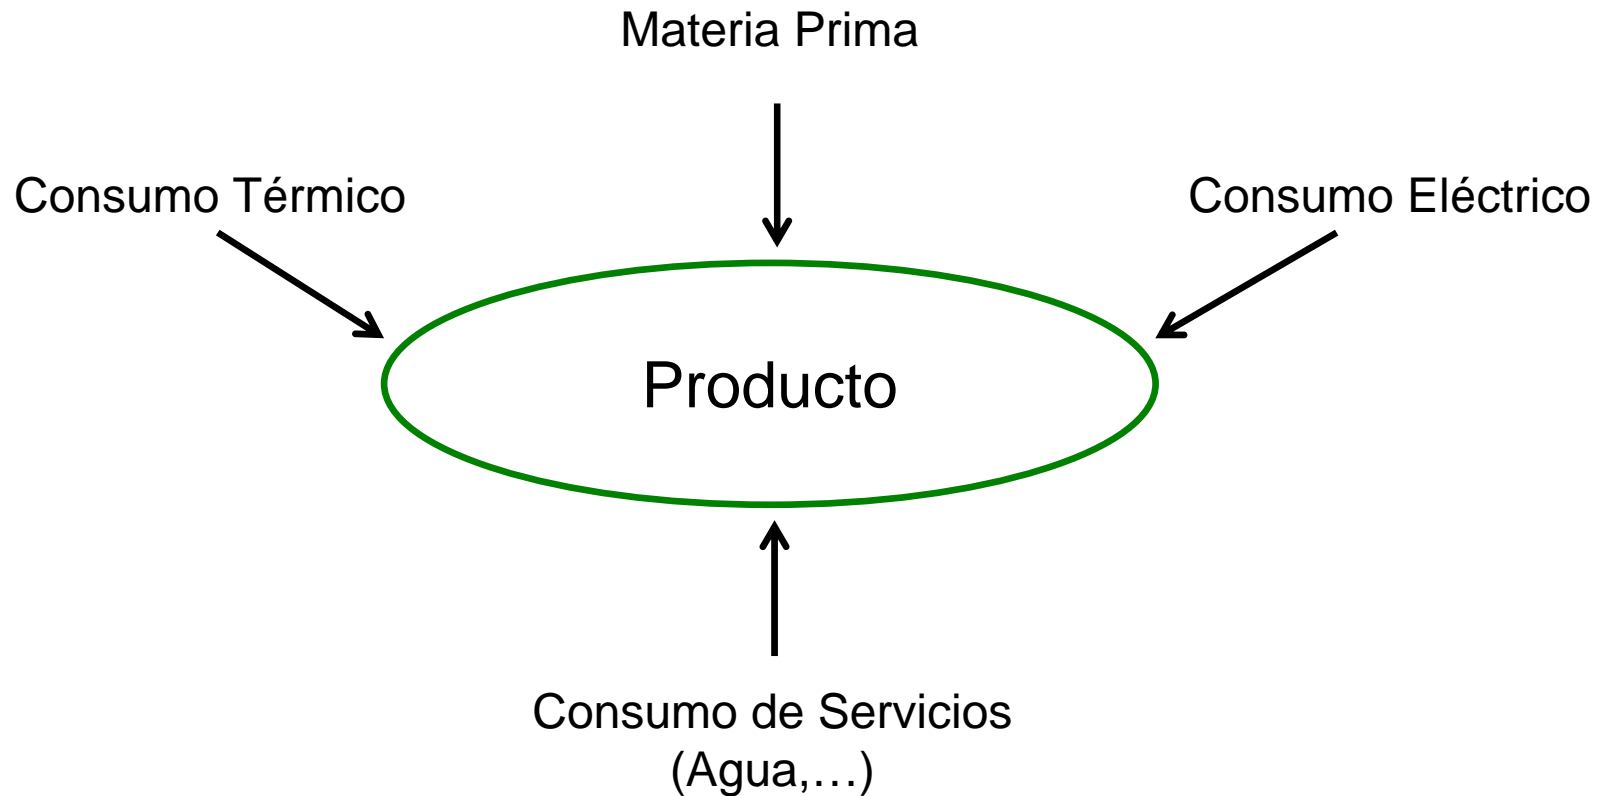 Materia Prima
Consumo Térmico
Consumo Eléctrico
Producto
Consumo de Servicios
(Agua,…)